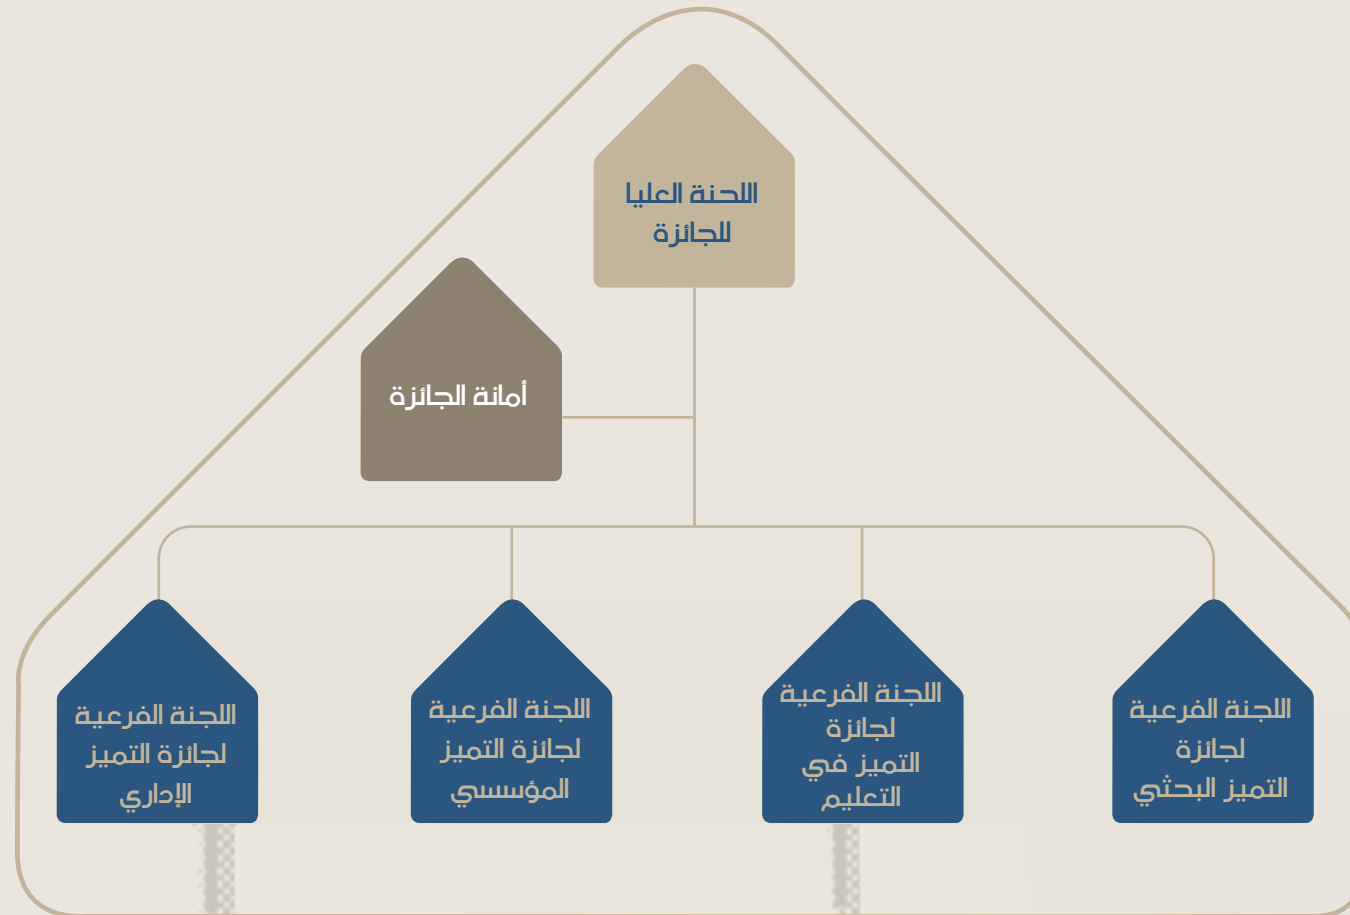 اللجنة العليا
للجائزة
أمانة الجائزة
اللجنة الفرعية
لجائزة
التميز البحثي
اللجنة الفرعية
لجائزة
التميز في
التعليم
اللجنة الفرعية
لجائزة التميز
المؤسسي
اللجنة الفرعية
لجائزة التميز
الإداري